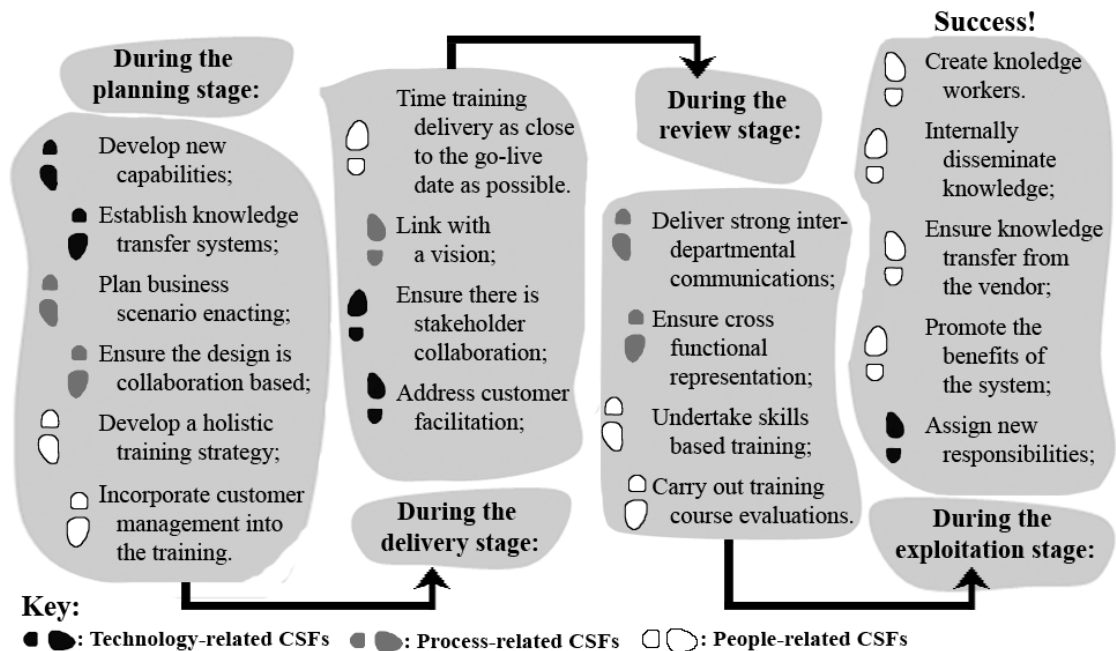 During the
planning stage:
Develop new
capabilities;
Establish knowledge
transfer systems;
Plan business
scenario enacting;
Ensure the design is
collaboration based;
Develop a holistic
training strategy;
Incorporate customer
management into
the training.
Time training
delivery as close
to the go-live
date as possible.
Link with
a vision;
Ensure there is
stakeholder
collaboration;
Address customer
facilitation;
During the
delivery stage:
During the
review stage:
Deliver strong inter-
departmental
communications;
Ensure cross
functional
representation;
Undertake skills
based training;
Carry out training
course evaluations.
Success!
Create knoledge
workers.
Internally
disseminate
knowledge;
Ensure knowledge
transfer from
the vendor;
Promote the
benefits of
the system;
Assign new
responsibilities;
During the
exploitation stage:
Key:
: Technology-related CSFs : Process-related CSFs : People-related CSFs